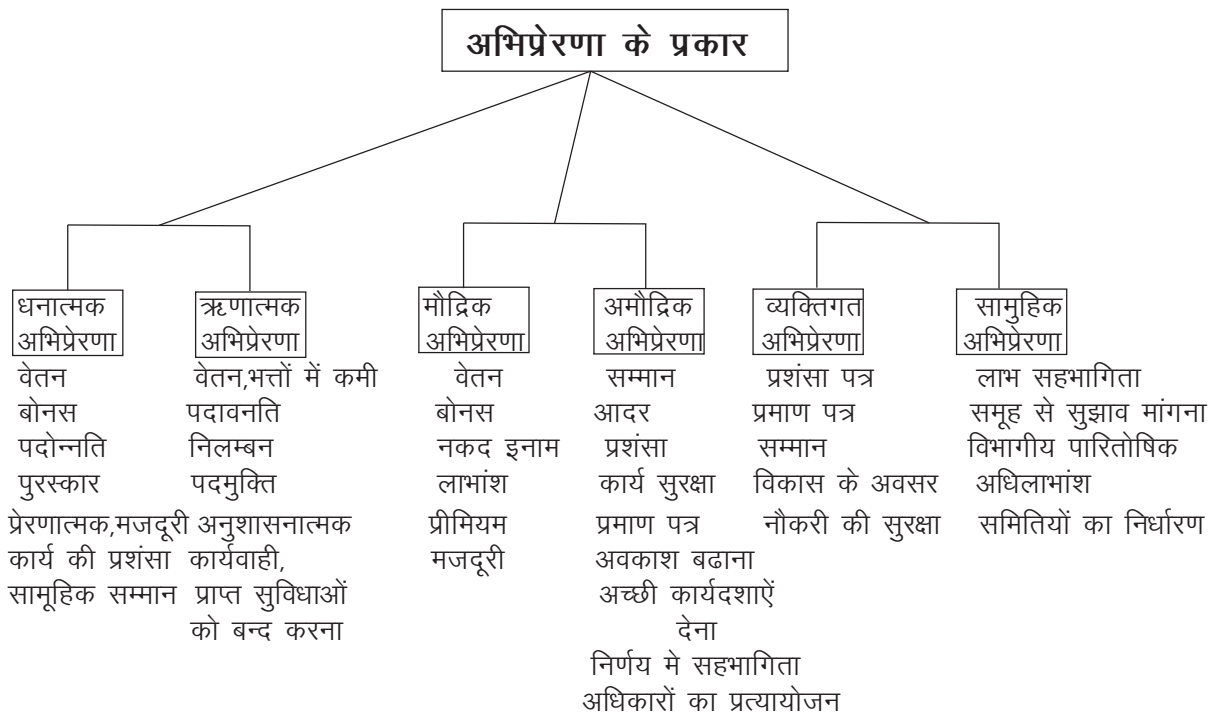 अभिप्रेरणा के प्रकार
धनात्मक
अभिप्रेरणा
वेतन
बोनस
पदोन्नति
पुरस्कार
प्रेरणात्मक,मजदूरी
कार्य की प्रशंसा
सामूहिक सम्मान
ऋणात्मक
अभिप्रेरणा
वेतन,भत्तों में कमी
पदावनति
निलम्बन
पदमुक्ति
अनुशासनात्मक
कार्यवाही,
प्राप्त सुविधाओं
को बन्द करना
मौद्रिक
अभिप्रेरणा
वेतन
बोनस
नकद इनाम
लाभांश
प्रीमियम
मजदूरी
अमौद्रिक
अभिप्रेरणा
सम्मान
आदर
प्रशंसा
कार्य सुरक्षा
प्रमाण पत्र
अवकाश बढाना
अच्छी कार्यदशाऐं
देना
निर्णय मे सहभागिता
अधिकारों का प्रत्यायोजन
व्यक्तिगत
अभिप्रेरणा
प्रशंसा पत्र
प्रमाण पत्र
सम्मान
विकास के अवसर
नौकरी की सुरक्षा
सामुहिक
अभिप्रेरणा
लाभ सहभागिता
समूह से सुझाव मांगना
विभागीय पारितोषिक
अधिलाभांश
समितियों का निर्धारण